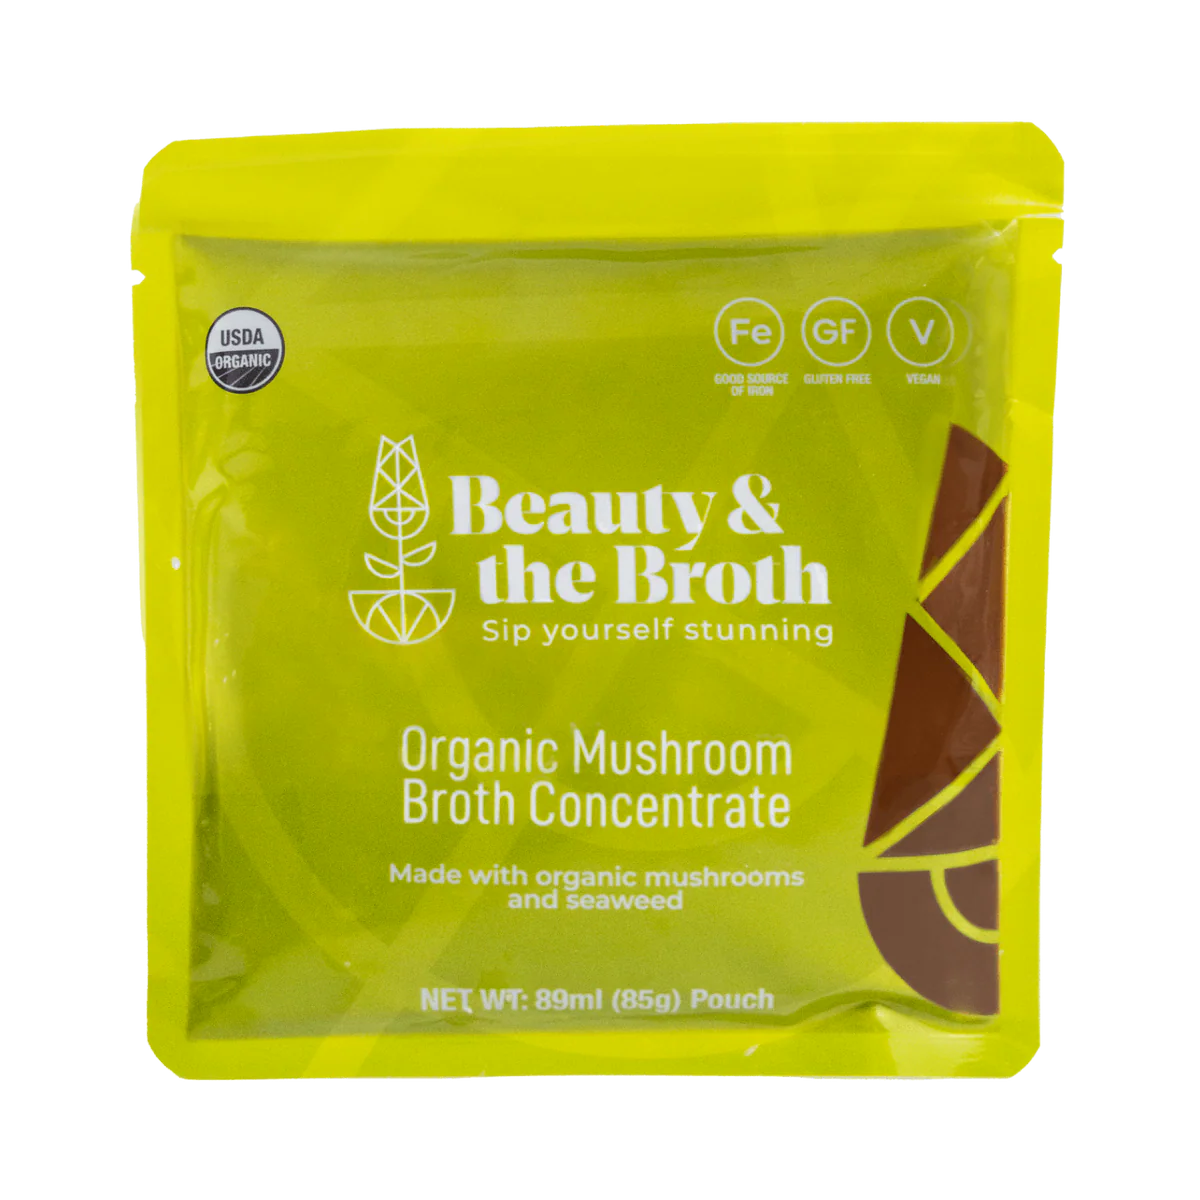 USDA
ORGANIC
Fe
GF
V
GOOD SOURCE
OF IRON
GLUTEN FREE
VEGAN
Beauty &
the Broth
Sip yourself stunning
Organic Mushroom
Broth Concentrate
Made with organic mushrooms
and seaweed
NET WT: 89ml (85g) Pouch